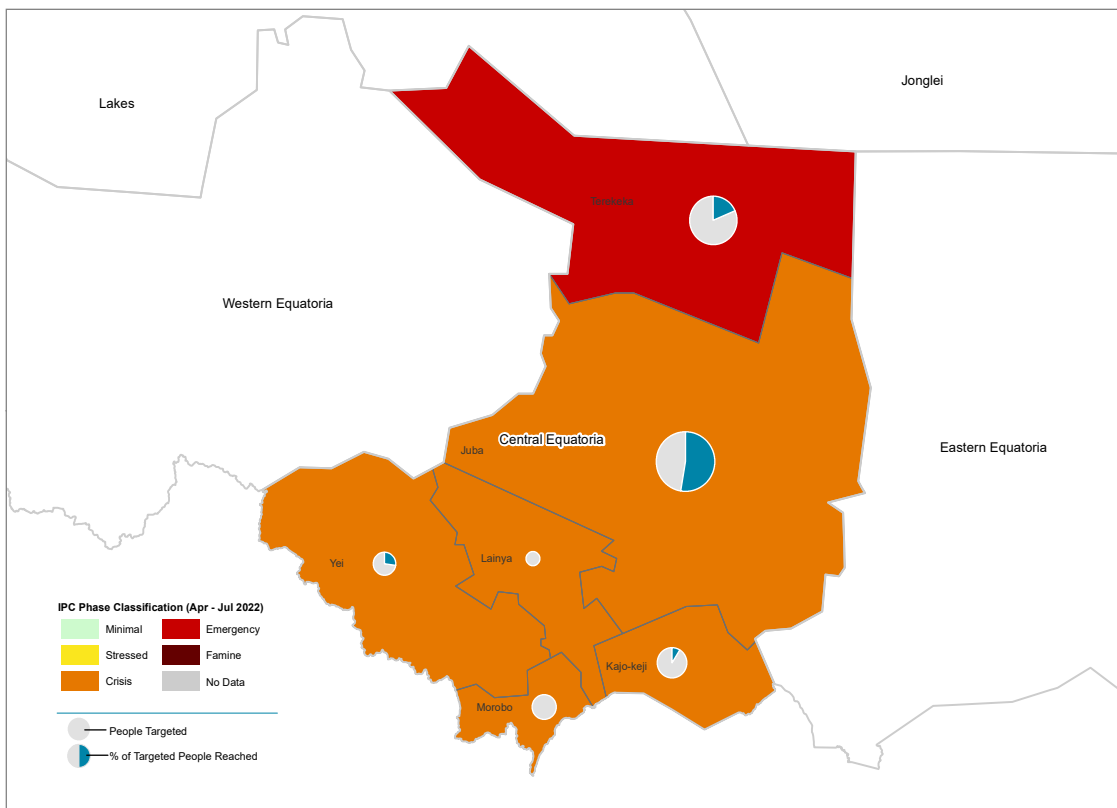 Lakes
Jonglei
Terekeka
Western Equatoria
Central Equatoria
Eastern Equatoria
Juba
Lainya
Yei
Kajo-keji
Morobo
IPC Phase Classification (Apr - Jul 2022)
Minimal
Emergency
Stressed
Famine
Crisis
No Data
People Targeted
% of Targeted People Reached